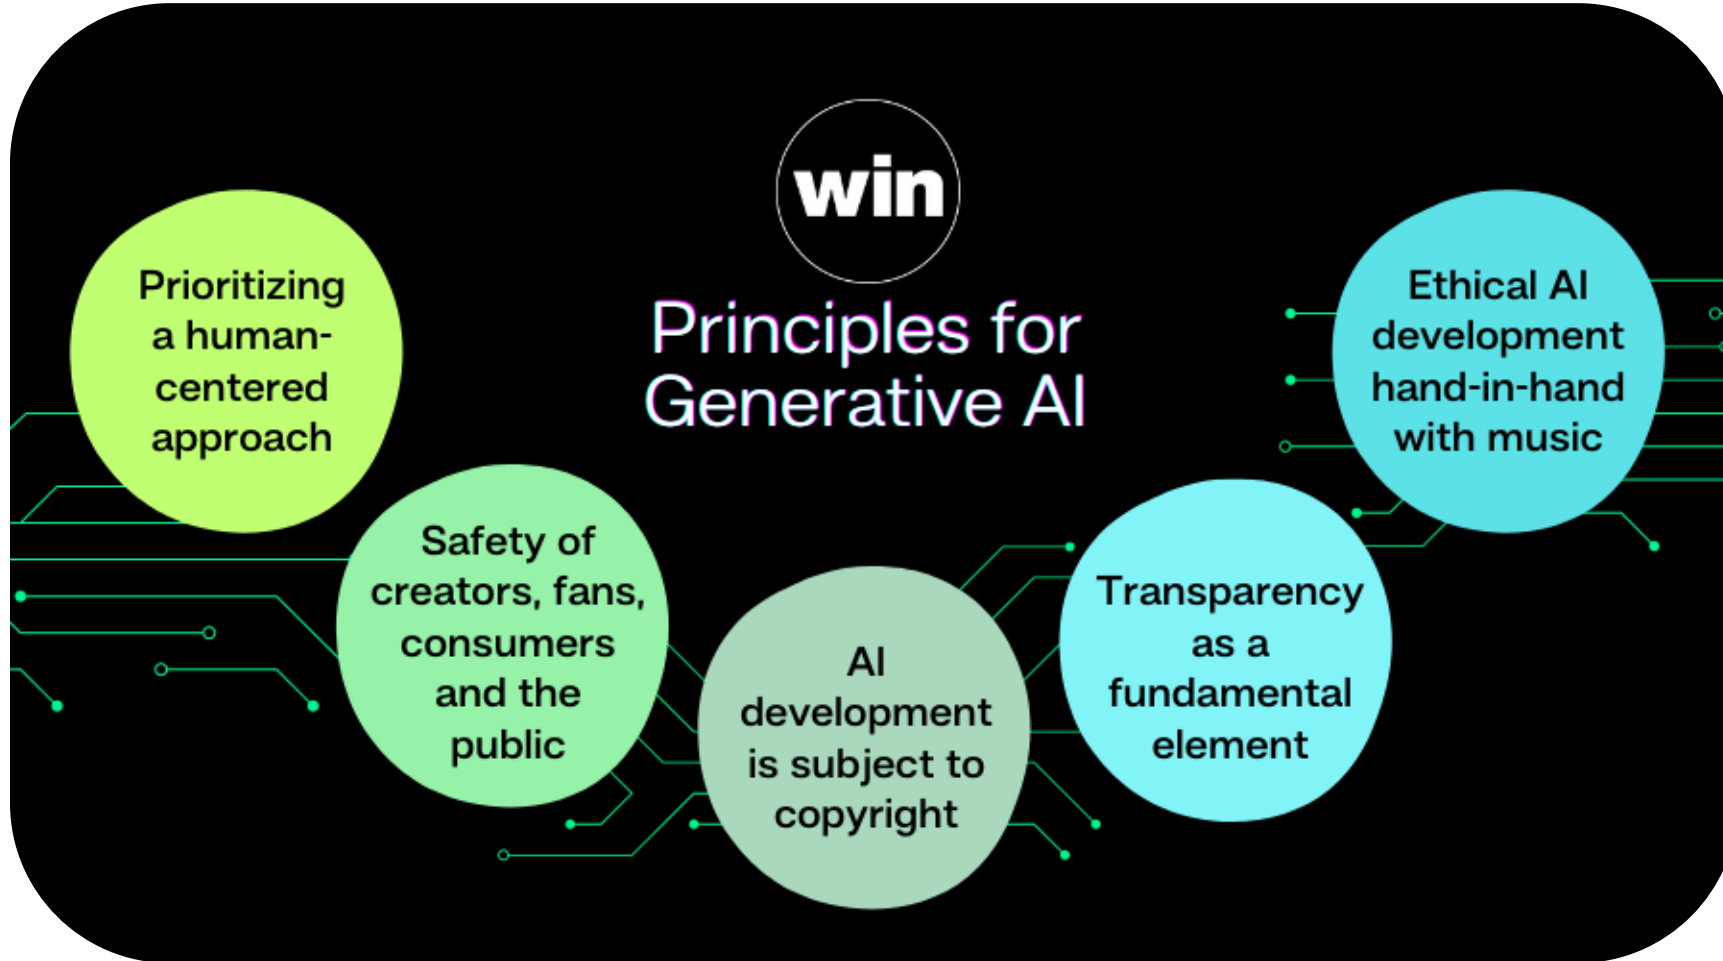 win
Principles for
Generative AI
Prioritizing
a human-
centered
approach
Safety of
creators, fans,
consumers
and the
public
AI
development
is subject to
copyright
Transparency
as a
fundamental
element
Ethical AI
development
hand-in-hand
with music